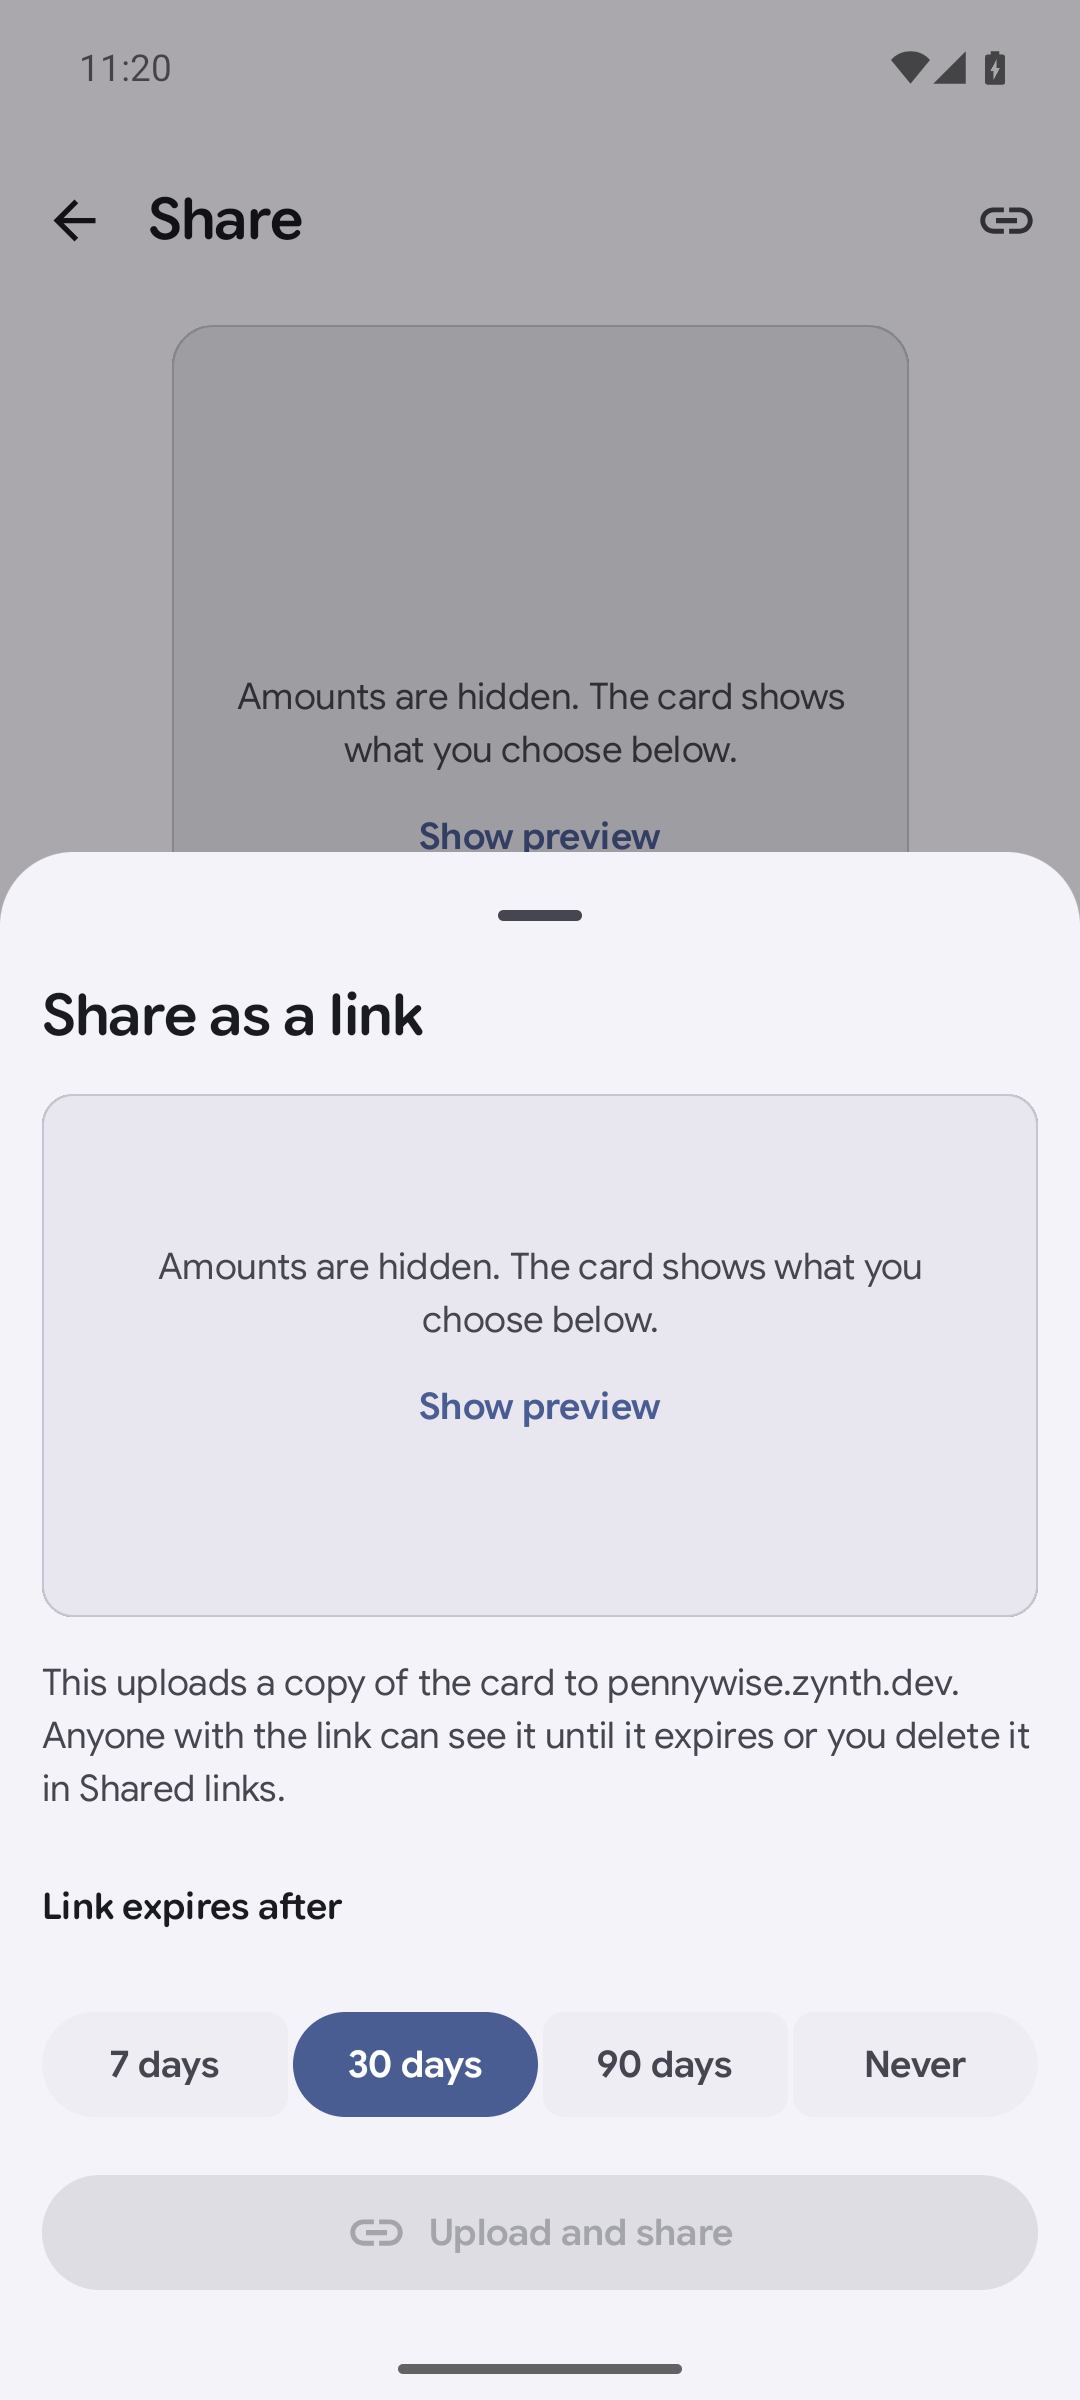 11:20
Share
Amounts are hidden. The card shows
what you choose below.
Show preview
Share as a link
Amounts are hidden. The card shows what you
choose below.
Show preview
This uploads a copy of the card to pennywise.zynth.dev.
Anyone with the link can see it until it expires or you delete it
in Shared links.
Link expires after
7 days
30 days
90 days
Never
Upload and share